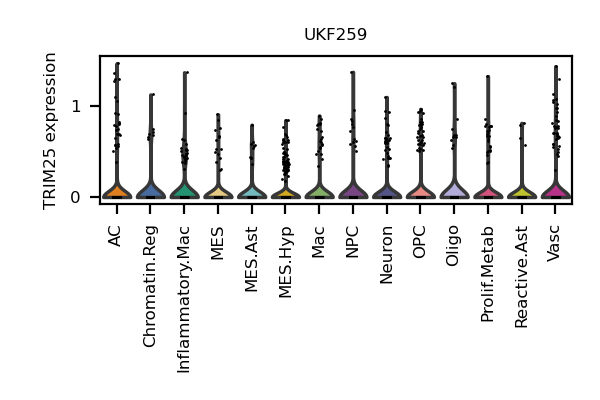 UKF259
TRIM25 expression
1
0
AC
Chromatin.Reg
Inflammatory.Mac
MES
MES.Ast
MES.Hyp
Mac
NPC
Neuron
OPC
Oligo
Prolif.Metab
Reactive.Ast
Vasc